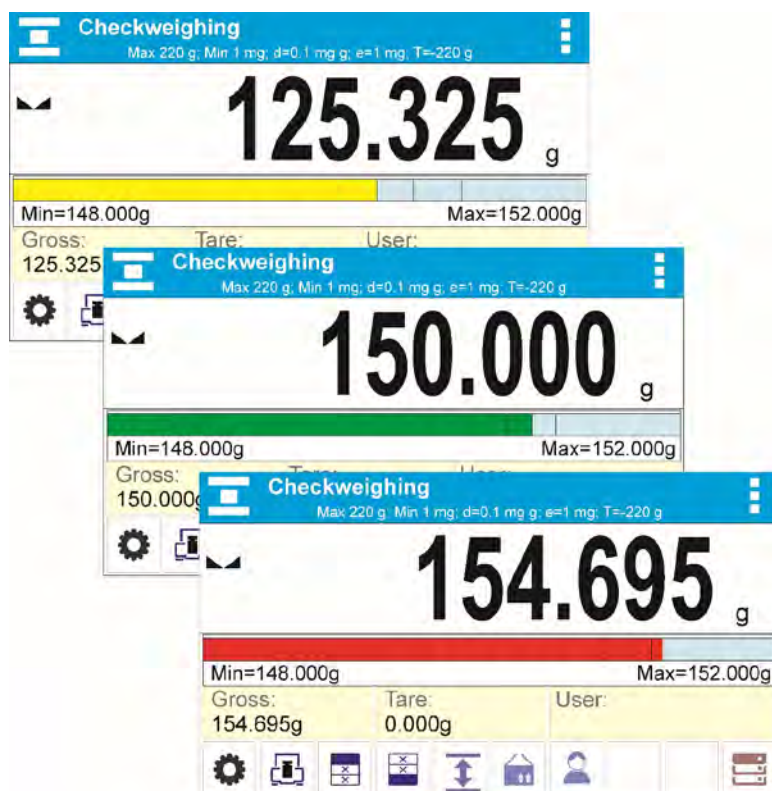 Checkweighing
Max 220 g; Min 1 mg; d=0.1 mg g; e=1 mg; T=-220 g
125.325 g
Min=148.000g Max=152.000g
Gross: Tare: User:
125.325
Checkweighing
Max 220 g; Min 1 mg; d=0.1 mg g; e=1 mg; T=-220 g
150.000 g
Min=148.000g Max=152.000g
Gross:
150.000g
Checkweighing
Max 220 g; Min 1 mg; d=0.1 mg g; e=1 mg; T=-220 g
154.695 g
Min=148.000g Max=152.000g
Gross: Tare: User:
154.695g 0.000g